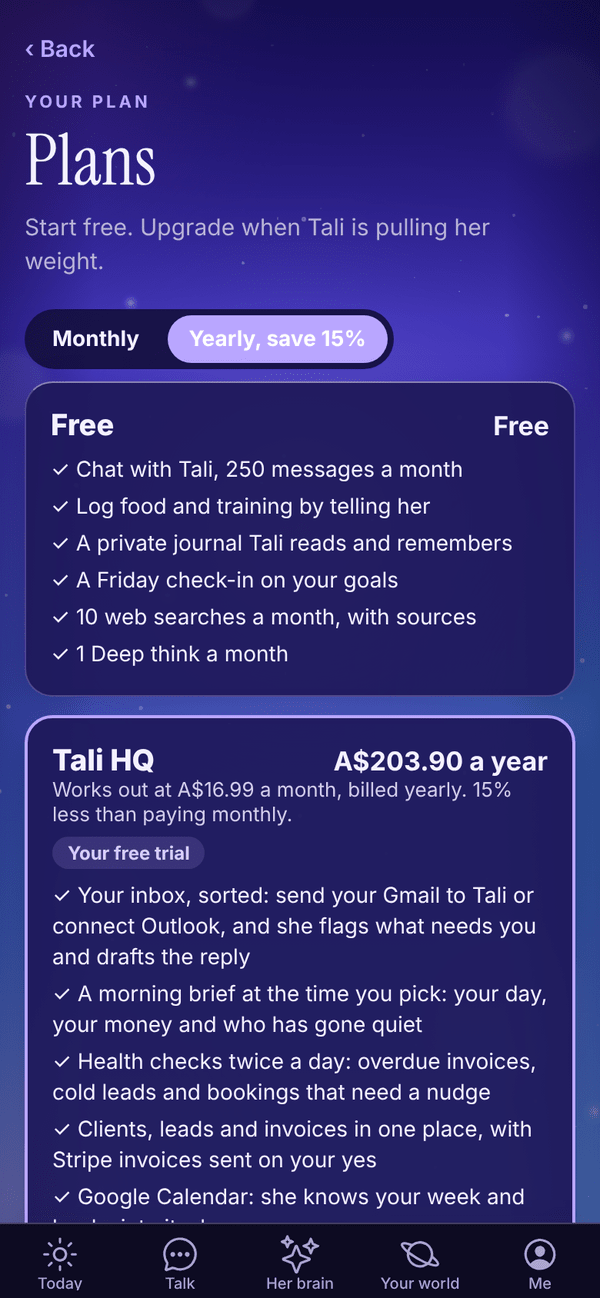 ‹ Back
YOUR PLAN
Plans
Start free. Upgrade when Tali is pulling her
weight.
Monthly
Yearly, save 15%
Free
Free
✓ Chat with Tali, 250 messages a month
✓ Log food and training by telling her
✓ A private journal Tali reads and remembers
✓ A Friday check-in on your goals
✓ 10 web searches a month, with sources
✓ 1 Deep think a month
Tali HQ
A$203.90 a year
Works out at A$16.99 a month, billed yearly. 15%
less than paying monthly.
Your free trial
✓ Your inbox, sorted: send your Gmail to Tali or
connect Outlook, and she flags what needs you
and drafts the reply
✓ A morning brief at the time you pick: your day,
your money and who has gone quiet
✓ Health checks twice a day: overdue invoices,
cold leads and bookings that need a nudge
✓ Clients, leads and invoices in one place, with
Stripe invoices sent on your yes
✓ Google Calendar: she knows your week and
Today
Talk
Her brain
Your world
Me